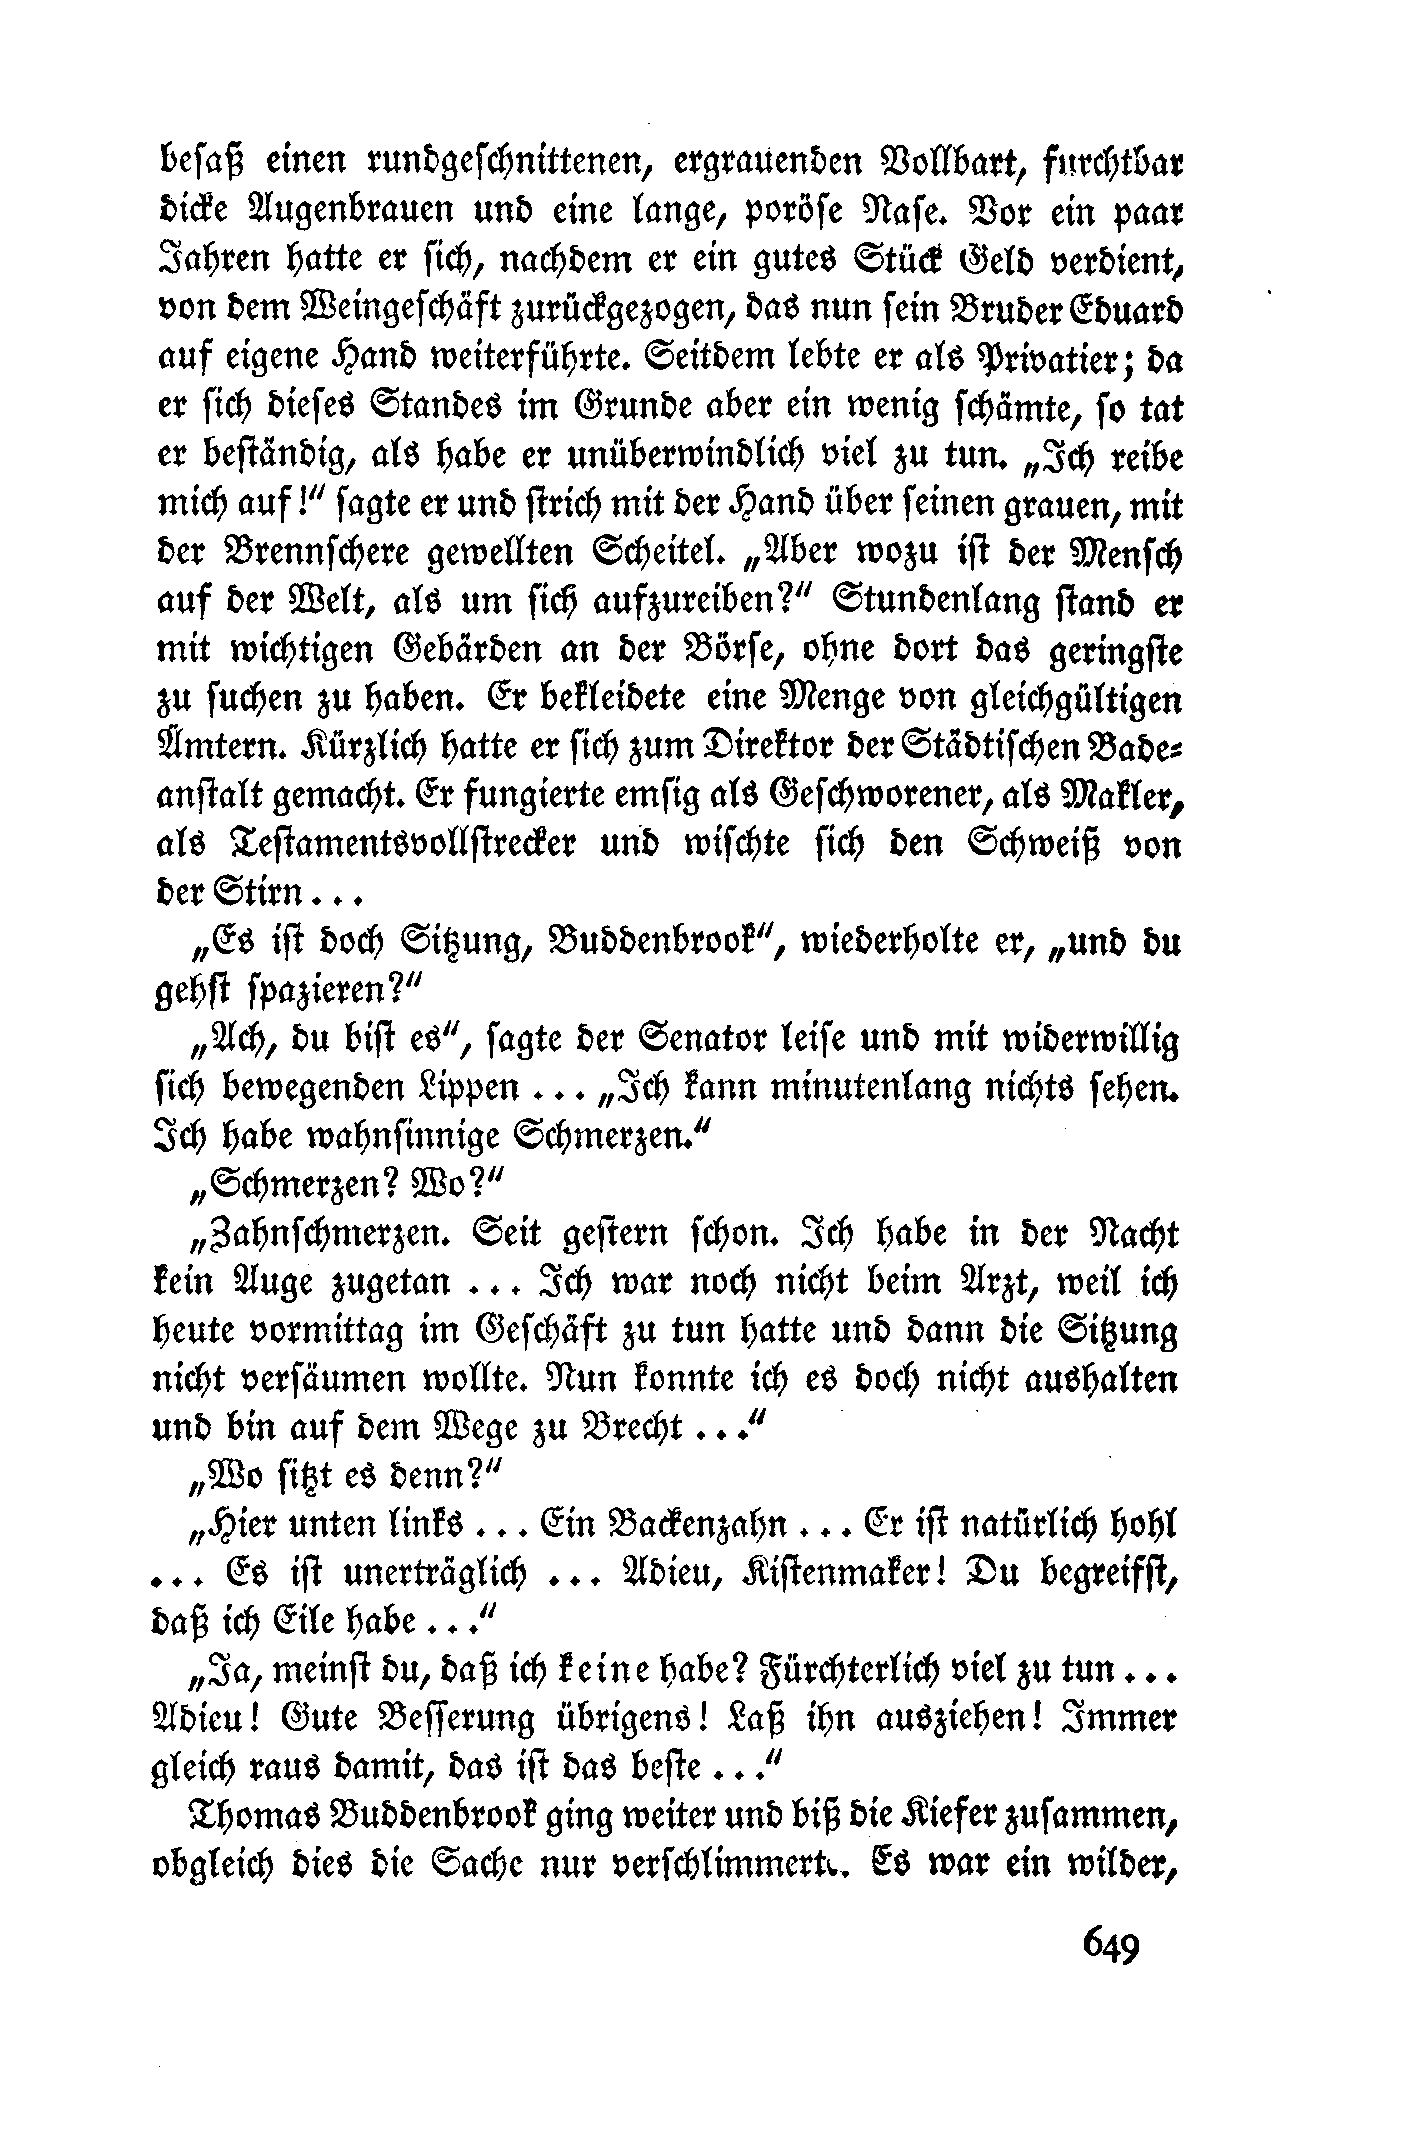 besaß einen rundgeschnittenen, ergrauenden Vollbart, furchtbar
dicke Augenbrauen und eine lange, poröse Nase. Vor ein paar
Jahren hatte er sich, nachdem er ein gutes Stück Geld verdient,
von dem Weingeschäft zurückgezogen, das nun sein Bruder Eduard
auf eigene Hand weiterführte. Seitdem lebte er als Privatier; da
er sich dieses Standes im Grunde aber ein wenig schämte, so tat
er beständig, als habe er unüberwindlich viel zu tun. „Ich reibe
mich auf!“ sagte er und strich mit der Hand über seinen grauen, mit
der Brennschere gewellten Scheitel. „Aber wozu ist der Mensch
auf der Welt, als um sich aufzureiben?“ Stundenlang stand er
mit wichtigen Gebärden an der Börse, ohne dort das geringste
zu suchen zu haben. Er bekleidete eine Menge von gleichgültigen
Ämtern. Kürzlich hatte er sich zum Direktor der Städtischen Bade-
anstalt gemacht. Er fungierte emsig als Geschworener, als Makler,
als Testamentsvollstrecker und wischte sich den Schweiß von
der Stirn...
„Es ist doch Sitzung, Buddenbrook“, wiederholte er, „und du
gehst spazieren?“
„Ach, du bist es“, sagte der Senator leise und mit widerwillig
sich bewegenden Lippen ... „Ich kann minutenlang nichts sehen.
Ich habe wahnsinnige Schmerzen.“
„Schmerzen? Wo?“
„Zahnschmerzen. Seit gestern schon. Ich habe in der Nacht
kein Auge zugetan ... Ich war noch nicht beim Arzt, weil ich
heute vormittag im Geschäft zu tun hatte und dann die Sitzung
nicht versäumen wollte. Nun konnte ich es doch nicht aushalten
und bin auf dem Wege zu Brecht ...“
„Wo sitzt es denn?“
„Hier unten links ... Ein Backenzahn ... Er ist natürlich hohl
... Es ist unerträglich ... Adieu, Kistenmaker! Du begreifst,
daß ich Eile habe ...“
„Ja, meinst du, daß ich keine habe? Fürchterlich viel zu tun ...
Adieu! Gute Besserung übrigens! Laß ihn ausziehen! Immer
gleich raus damit, das ist das beste ...“
Thomas Buddenbrook ging weiter und biß die Kiefer zusammen,
obgleich dies die Sache nur verschlimmerte. Es war ein wilder,
649